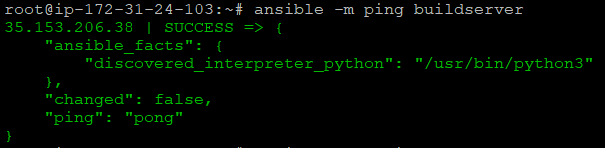 root@ip-172-31-24-103:~# ansible -m ping buildserver
35.153.206.38 | SUCCESS => {
    "ansible_facts": {
        "discovered_interpreter_python": "/usr/bin/python3"
    },
    "changed": false,
    "ping": "pong"
}